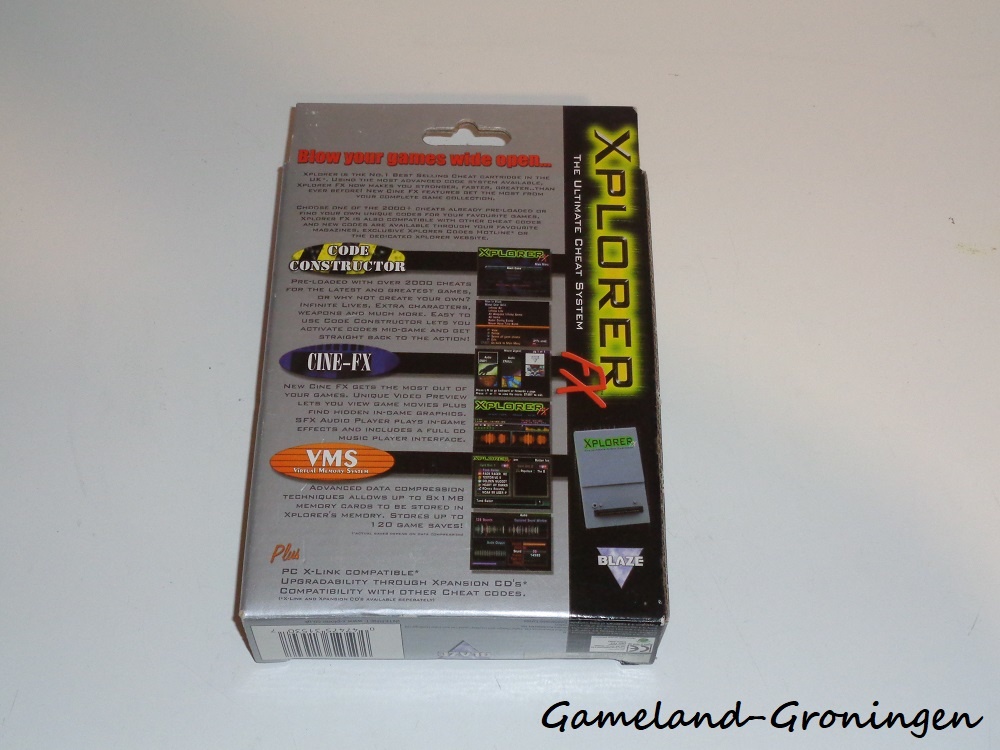 Blow your games wide open...
Xplorer is the No.1 Best Selling Cheat cartridge in the
UK*. Using the most advanced code system available,
Xplorer FX now makes you stronger, faster, greater...than
ever before! New Cine FX features get the most from
your complete game collection.
Choose one of the 2000+ cheats already pre-loaded or
find your own unique codes for your favourite games.
Xplorer FX is also compatible with other cheat codes
and new codes are available through your favourite
magazines, exclusive Xplorer Codes Hotline* or
the dedicated xplorer website.
CODE
CONSTRUCTOR
Pre-loaded with over 2000 cheats
for the latest and greatest games,
or why not create your own?
Infinite Lives, Extra characters,
weapons and much more. Easy to
use Code Constructor lets you
activate codes mid-game and get
straight back to the action!
CINE-FX
New Cine FX gets the most out of
your games. Unique Video Preview
lets you view game movies plus
find hidden in-game graphics.
SFX Audio Player plays in-game
effects and includes a full CD
music player interface.
VMS
Virtual Memory System
Advanced data compression
techniques allows up to 8x1MB
memory cards to be stored in
Xplorer's memory. Stores up to
120 game saves!
Plus
PC X-Link compatible*
Upgradability through Xpansion CD's*
Compatibility with other Cheat codes.
(*X-Link and Xpansion CD's available separately)
XPLORER
FX
The Ultimate Cheat System
XPLORER
BLAZE
XPLORER FX
XPLORER
XPLORER
BLAZE
CE
Gameland-Groningen